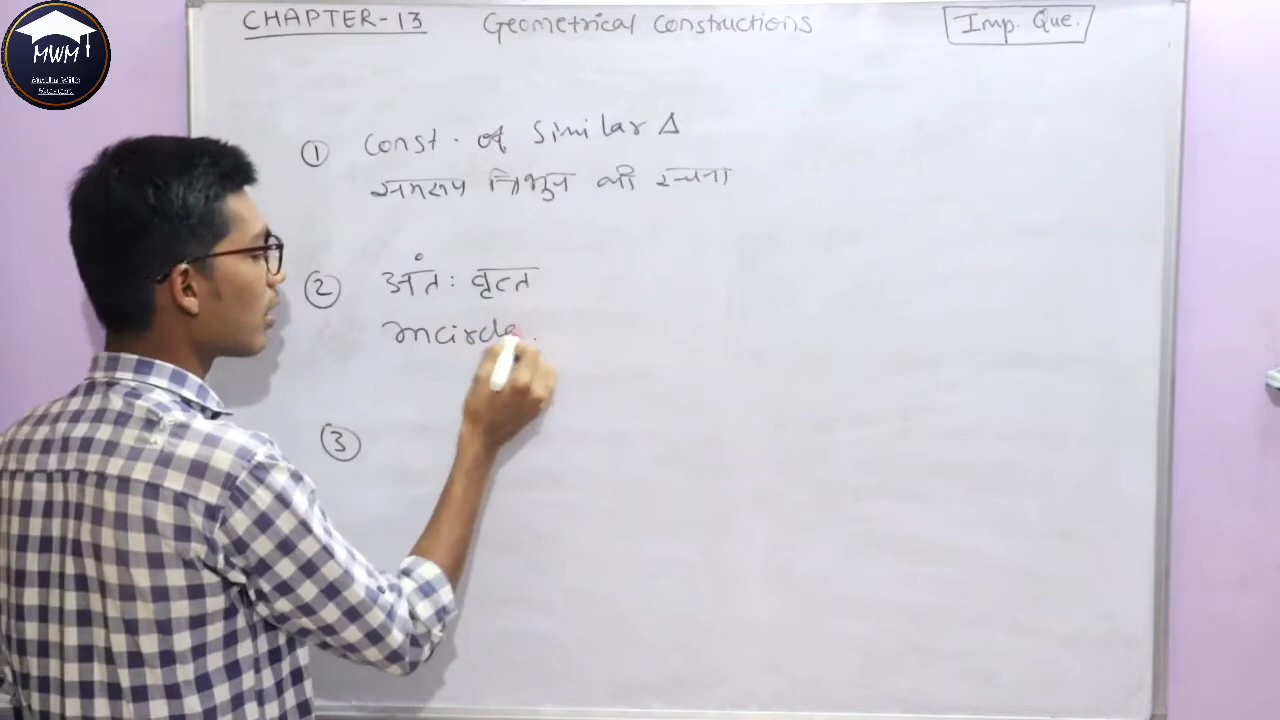 MWM
CHAPTER-13 Geometrical Constructions Imp. Que.
① Const. of Similar Δ
समरूप त्रिभुज की रचना
② अंतः वृत्त
Incircle
③